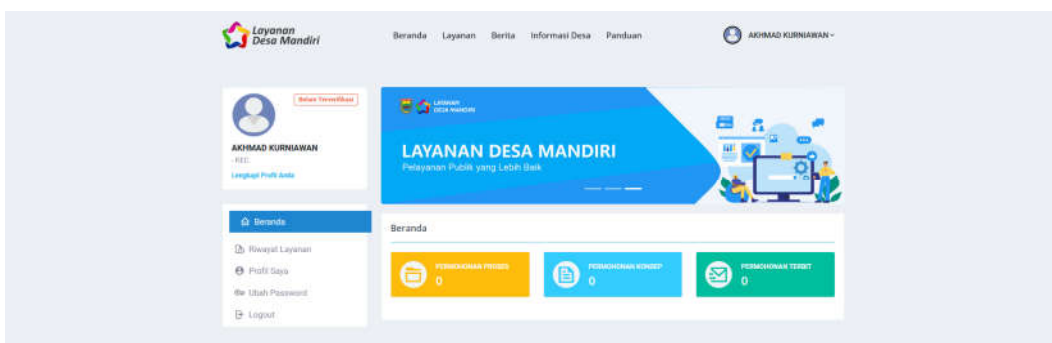 Layanan
Desa Mandiri
Beranda Layanan Berita Informasi Desa Panduan
AKHMAD KURNIAWAN
Belum Terverifikasi
AKHMAD KURNIAWAN
- KEC.
Lengkapi Profil Anda
LAYANAN
DESA MANDIRI
LAYANAN DESA MANDIRI
Pelayanan Publik yang Lebih Baik
Beranda
Riwayat Layanan
Profil Saya
Ubah Password
Logout
Beranda
PERMOHONAN PROSES
0
PERMOHONAN KONSEP
0
PERMOHONAN TERBIT
0